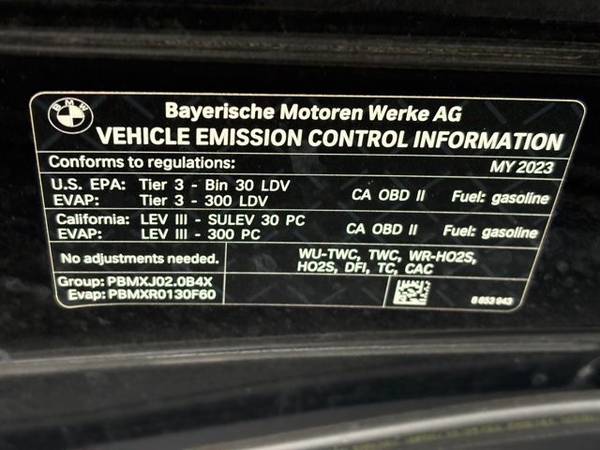 BMW
Bayerische Motoren Werke AG
VEHICLE EMISSION CONTROL INFORMATION
Conforms to regulations: MY 2023
U.S. EPA: Tier 3 - Bin 30 LDV CA OBD II Fuel: gasoline
EVAP: Tier 3 - 300 LDV
California: LEV III - SULEV 30 PC CA OBD II Fuel: gasoline
EVAP: LEV III - 300 PC
No adjustments needed. WU-TWC, TWC, WR-HO2S,
HO2S, DFI, TC, CAC
Group: PBMXJ02.0B4X
Evap: PBMXR0130F60
8 653 943